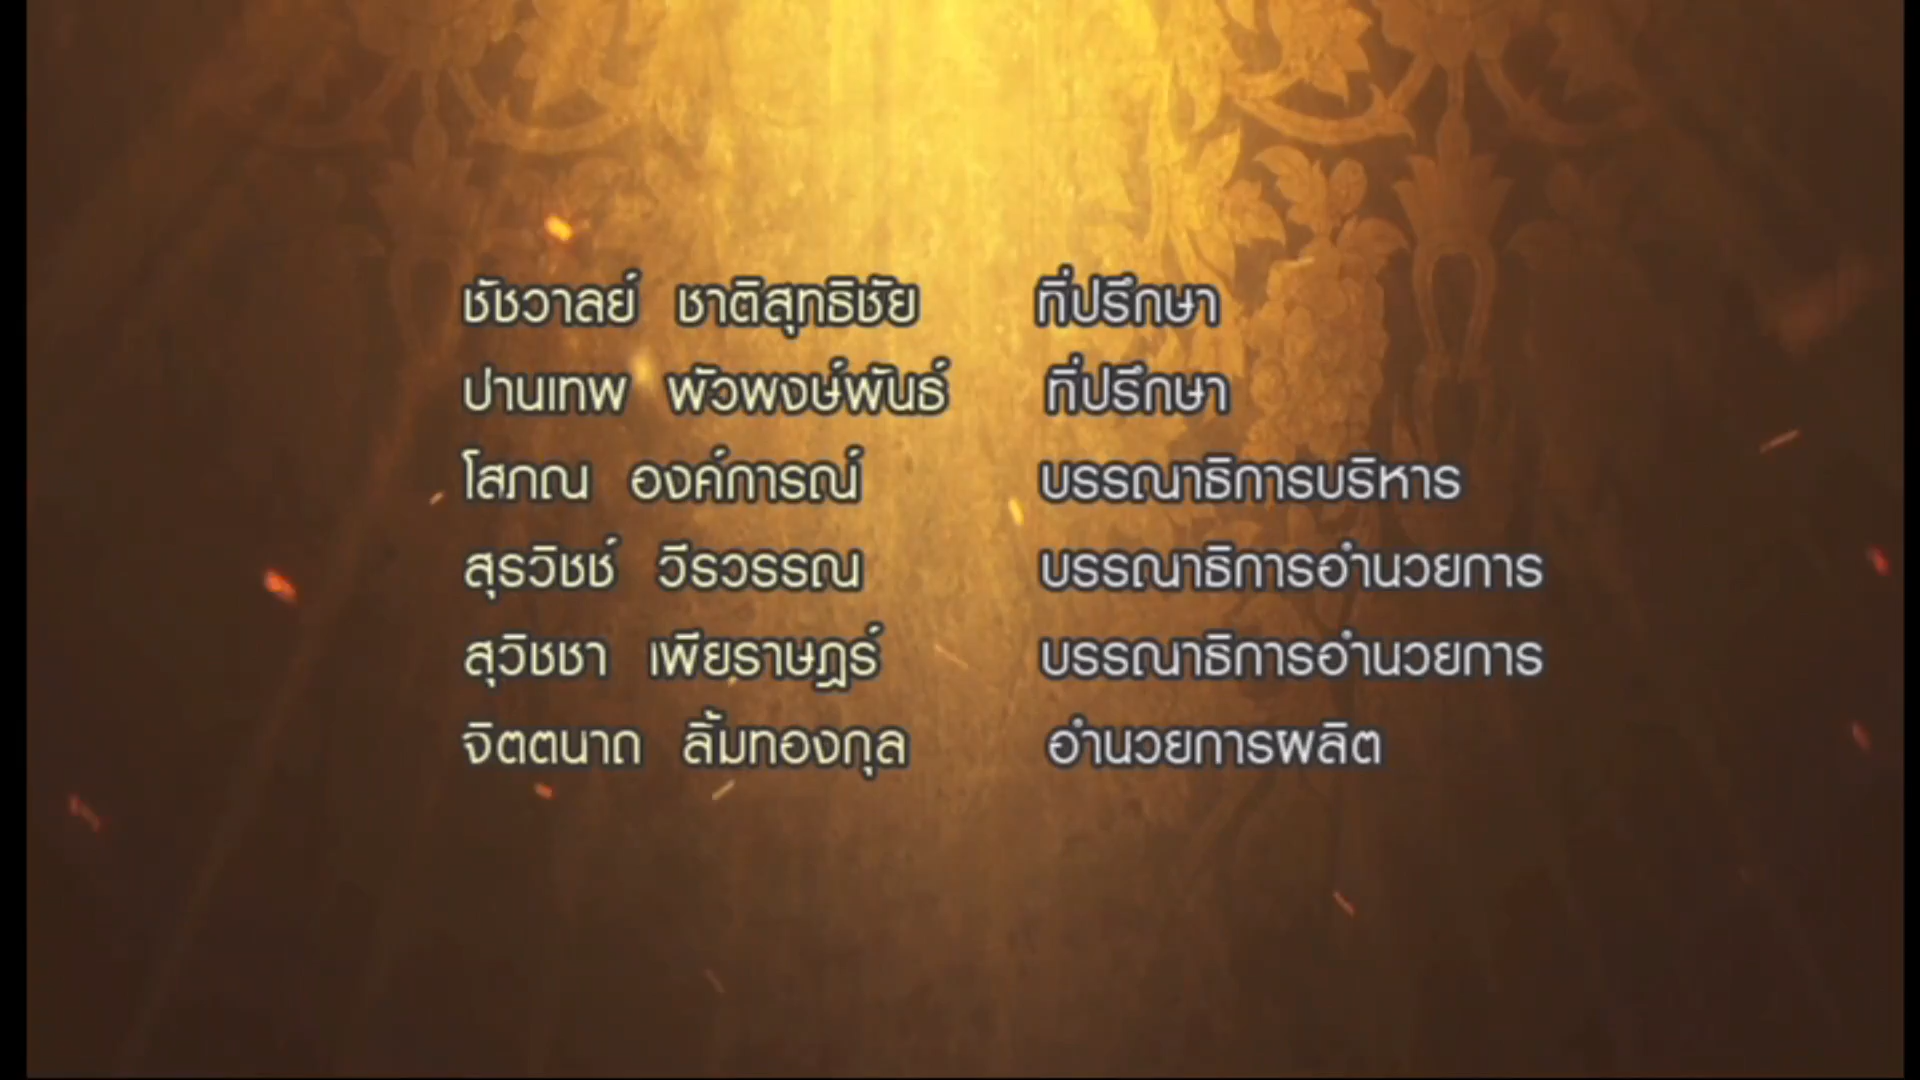 ชัชวาลย์ ชาติสุทธิชัย ที่ปรึกษา
ปานเทพ พัวพงษ์พันธ์ ที่ปรึกษา
โสภณ องค์การณ์ บรรณาธิการบริหาร
สุรวิชช์ วีรวรรณ บรรณาธิการอำนวยการ
สุวิชชา เพียราษฎร์ บรรณาธิการอำนวยการ
จิตตนาถ ลิ้มทองกุล อำนวยการผลิต